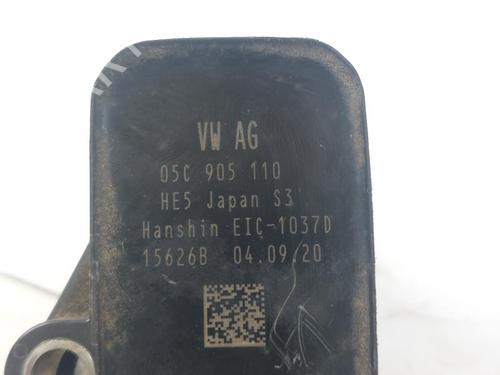 VW AG
05C 905 110
HE5 Japan S3
Hanshin EIC-1037D
15626B 04.09.20